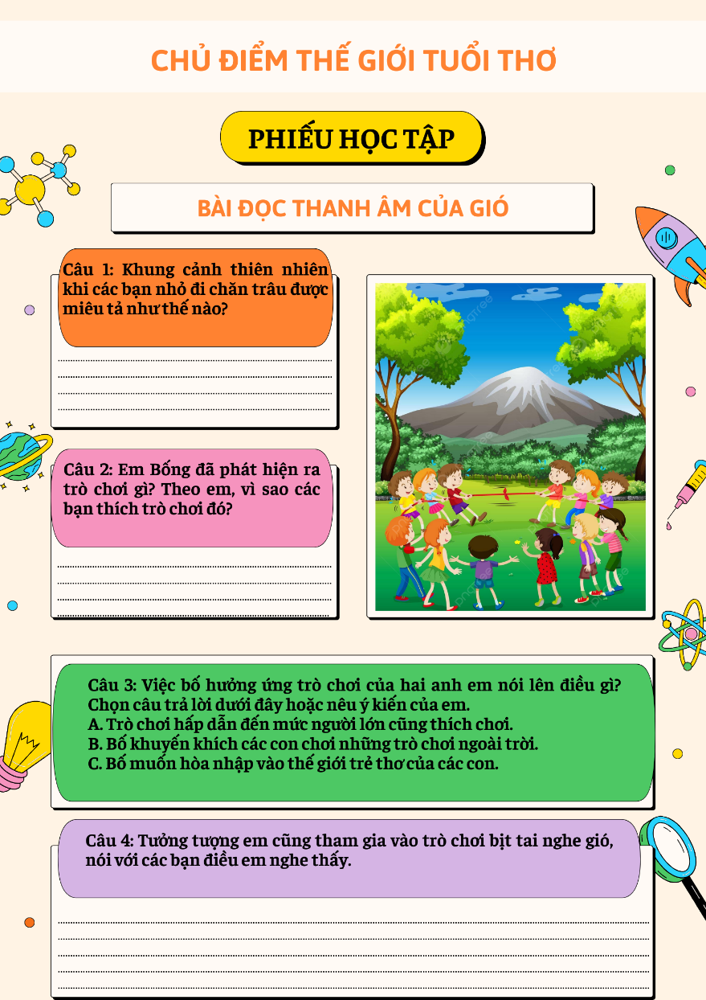 CHỦ ĐIỂM THẾ GIỚI TUỔI THƠ
PHIẾU HỌC TẬP
BÀI ĐỌC THANH ÂM CỦA GIÓ
Câu 1: Khung cảnh thiên nhiên
khi các bạn nhỏ đi chăn trâu được
miêu tả như thế nào?
Câu 2: Em Bống đã phát hiện ra
trò chơi gì? Theo em, vì sao các
bạn thích trò chơi đó?
Câu 3: Việc bố hưởng ứng trò chơi của hai anh em nói lên điều gì?
Chọn câu trả lời dưới đây hoặc nêu ý kiến của em.
A. Trò chơi hấp dẫn đến mức người lớn cũng thích chơi.
B. Bố khuyến khích các con chơi những trò chơi ngoài trời.
C. Bố muốn hòa nhập vào thế giới trẻ thơ của các con.
Câu 4: Tưởng tượng em cũng tham gia vào trò chơi bịt tai nghe gió,
nói với các bạn điều em nghe thấy.